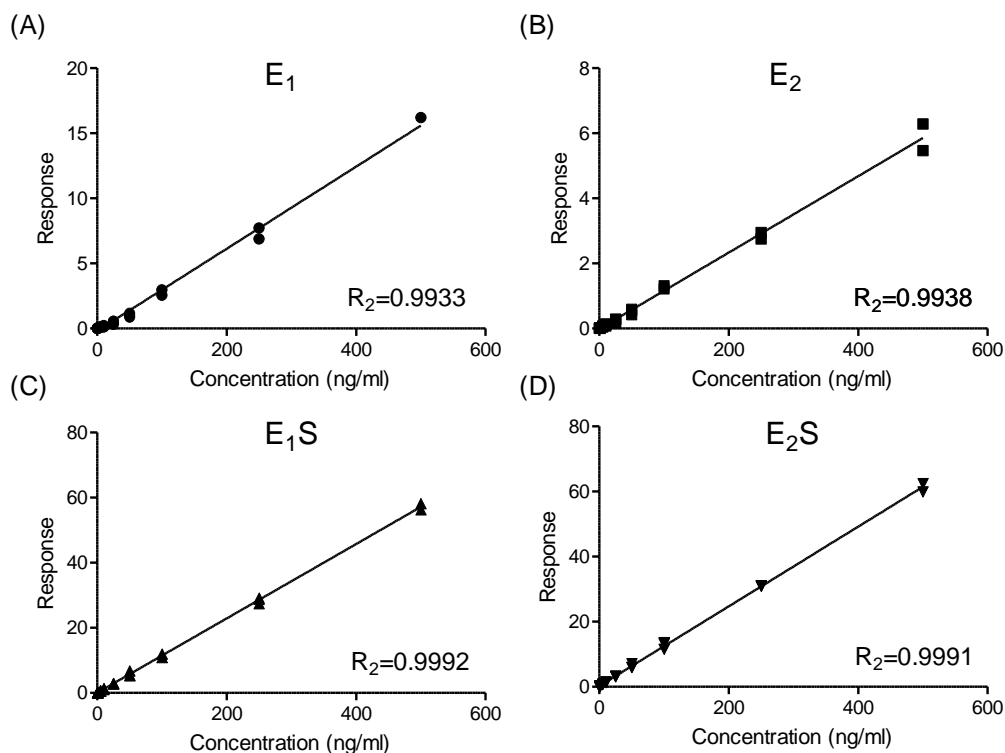 (A)
E₁
20
15
10
5
0
Response
R₂=0.9933
0 200 400 600
Concentration (ng/ml)
(B)
E₂
8
6
4
2
0
Response
R₂=0.9938
0 200 400 600
Concentration (ng/ml)
(C)
E₁S
80
60
40
20
0
Response
R₂=0.9992
0 200 400 600
Concentration (ng/ml)
(D)
E₂S
80
60
40
20
0
Response
R₂=0.9991
0 200 400 600
Concentration (ng/ml)